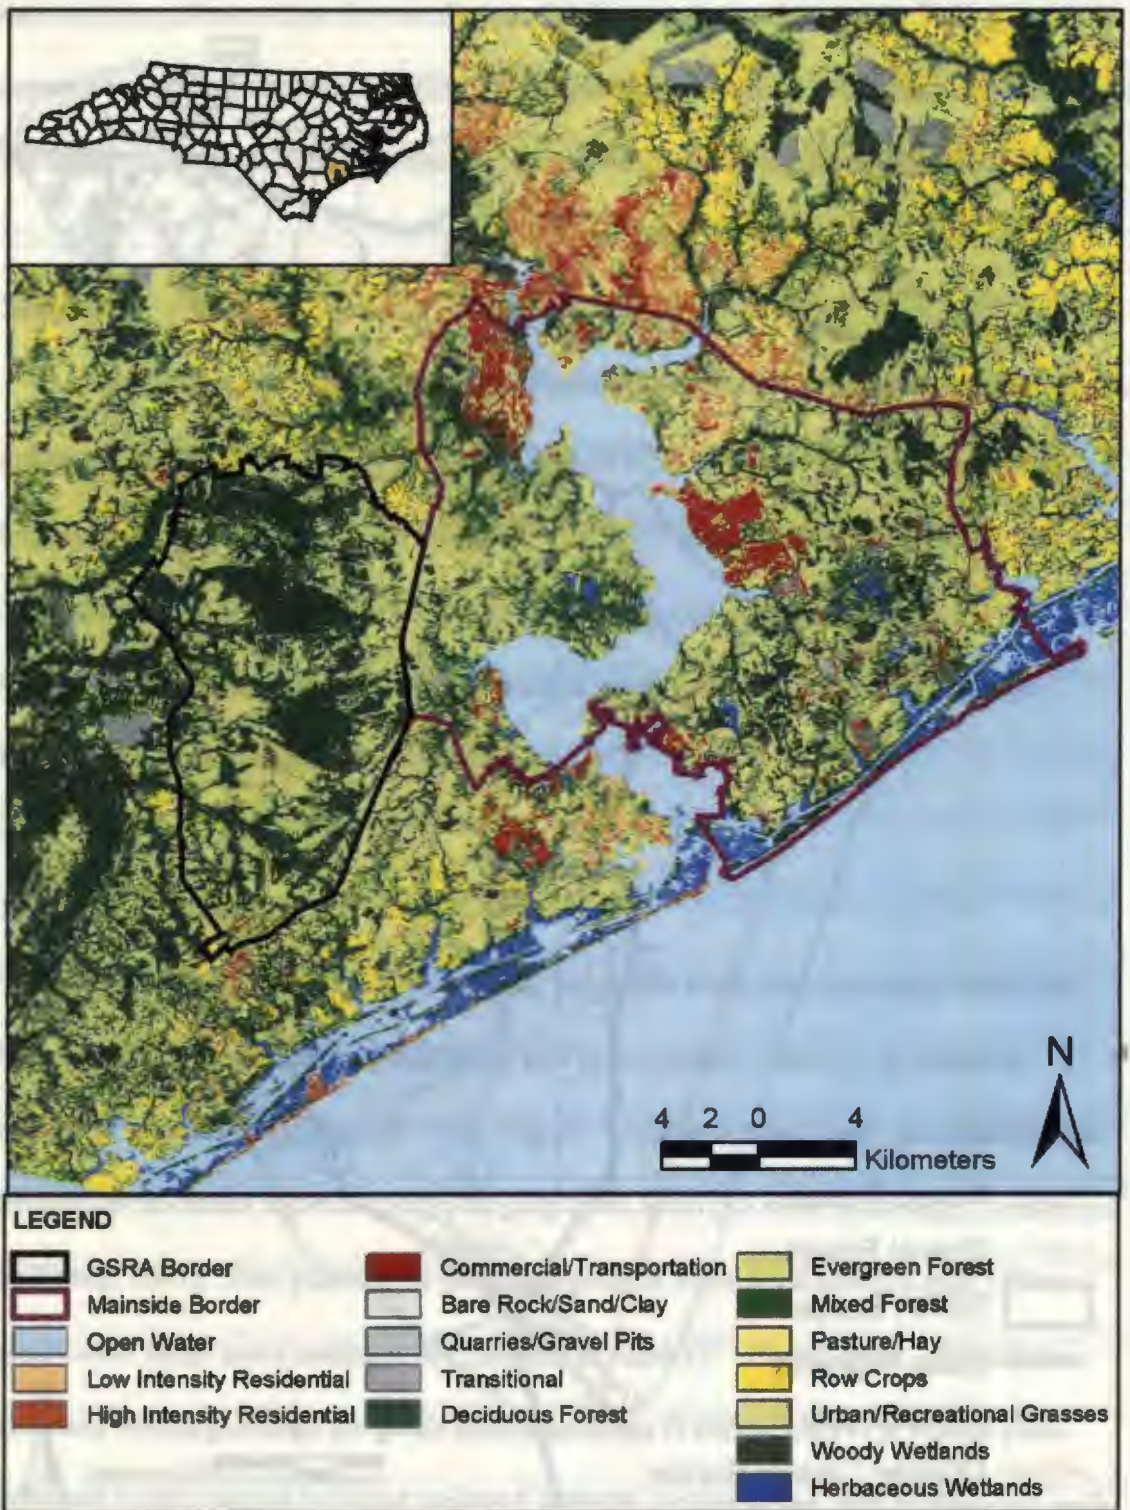 N
4 2 0 4
Kilometers
LEGEND
GSRA Border
Mainside Border
Open Water
Low Intensity Residential
High Intensity Residential
Commercial/Transportation
Bare Rock/Sand/Clay
Quarries/Gravel Pits
Transitional
Deciduous Forest
Evergreen Forest
Mixed Forest
Pasture/Hay
Row Crops
Urban/Recreational Grasses
Woody Wetlands
Herbaceous Wetlands